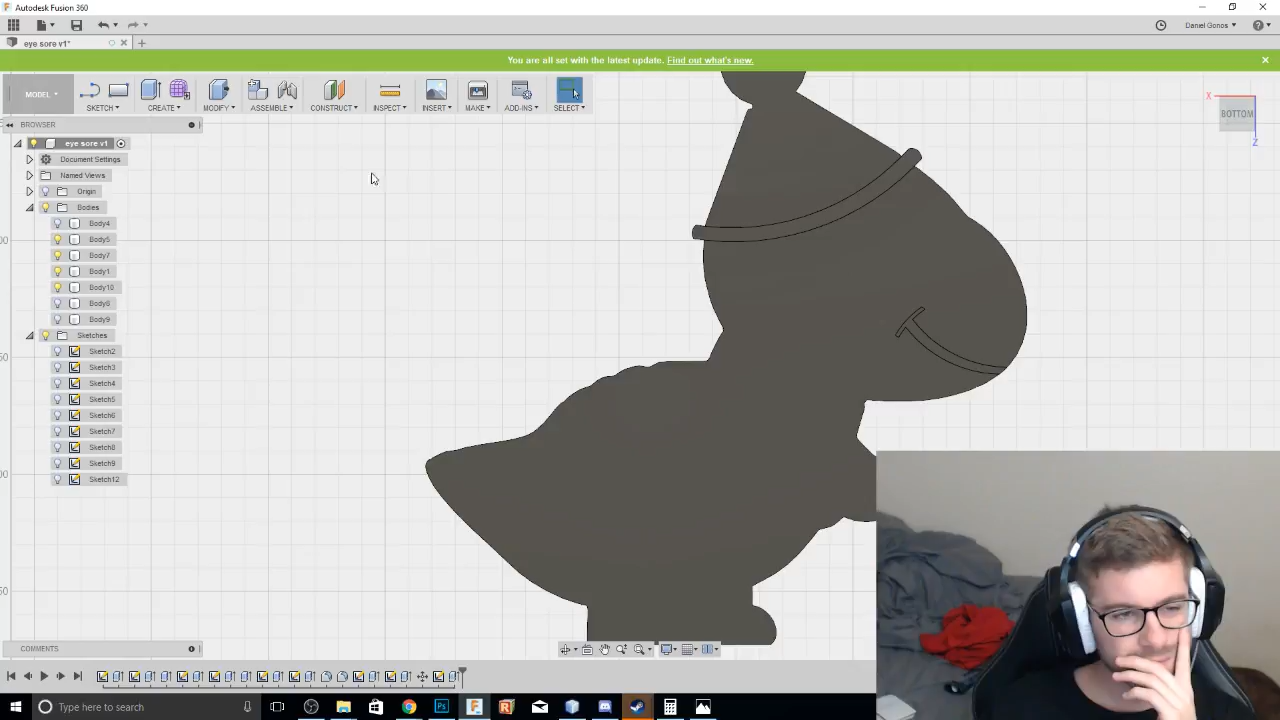 Autodesk Fusion 360
Daniel Gonos
eye sore v1*
You are all set with the latest update. Find out what's new.
MODEL
SKETCH
CREATE
MODIFY
ASSEMBLE
CONSTRUCT
INSPECT
INSERT
MAKE
ADD-INS
SELECT
X
BOTTOM
Z
BROWSER
eye sore v1
Document Settings
Named Views
Origin
Bodies
Body4
Body5
Body7
Body1
Body10
Body6
Body9
Sketches
Sketch2
Sketch3
Sketch4
Sketch5
Sketch6
Sketch7
Sketch8
Sketch9
Sketch12
COMMENTS
Type here to search